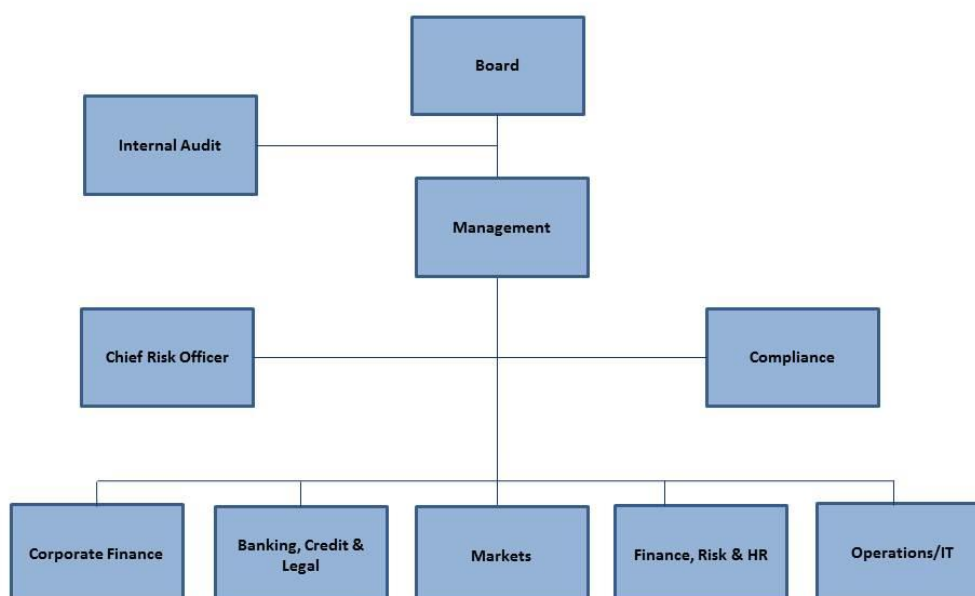 Board
Internal Audit
Management
Chief Risk Officer
Compliance
Corporate Finance
Banking, Credit &
Legal
Markets
Finance, Risk & HR
Operations/IT